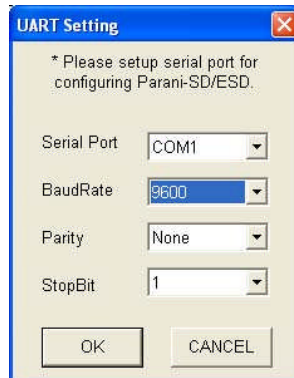 UART Setting
* Please setup serial port for
configuring Parani-SD/ESD.
Serial Port COM1
BaudRate 9600
Parity None
StopBit 1
OK CANCEL